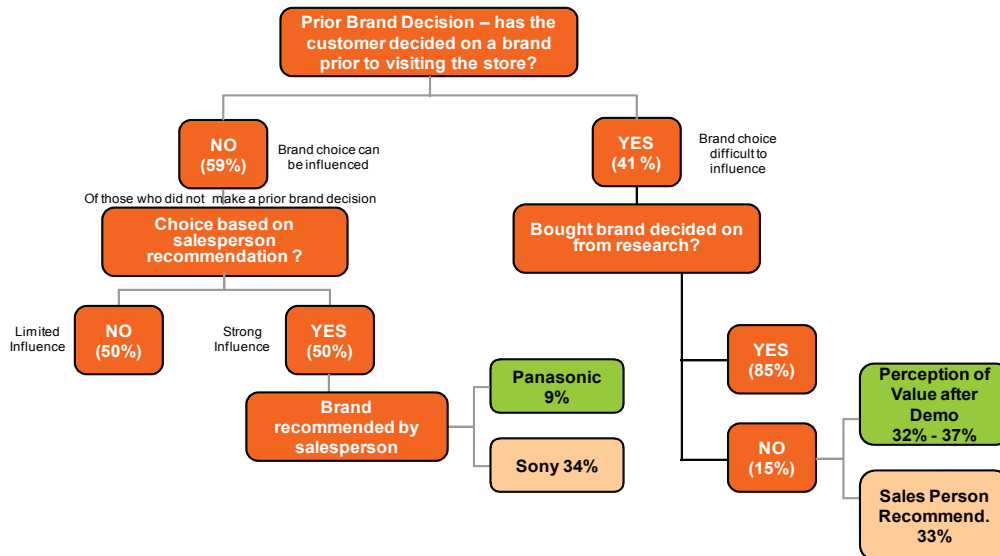 Prior Brand Decision – has the
customer decided on a brand
prior to visiting the store?
NO
(59%)
Brand choice can
be influenced
YES
(41 %)
Brand choice
difficult to
influence
Of those who did not make a prior brand decision
Choice based on
salesperson
recommendation ?
Bought brand decided on
from research?
Limited
Influence
NO
(50%)
Strong
Influence
YES
(50%)
Brand
recommended by
salesperson
Panasonic
9%
Sony 34%
YES
(85%)
NO
(15%)
Perception of
Value after
Demo
32% - 37%
Sales Person
Recommend.
33%